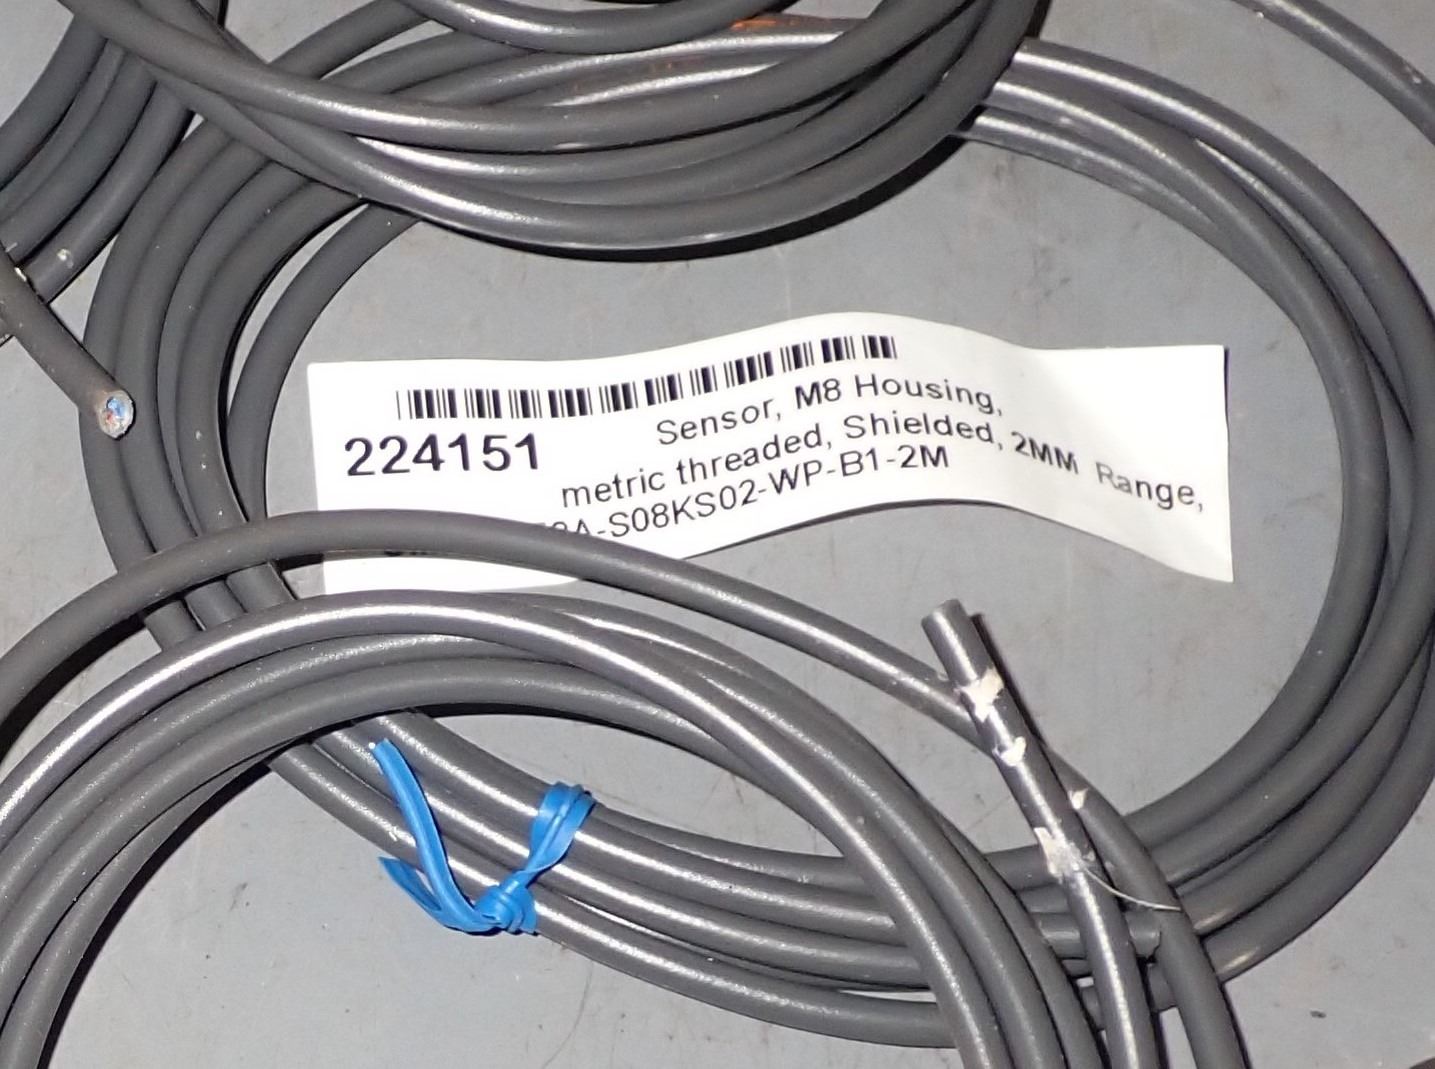 224151
Sensor, M8 Housing,
metric threaded, Shielded, 2MM Range,
A-S08KS02-WP-B1-2M